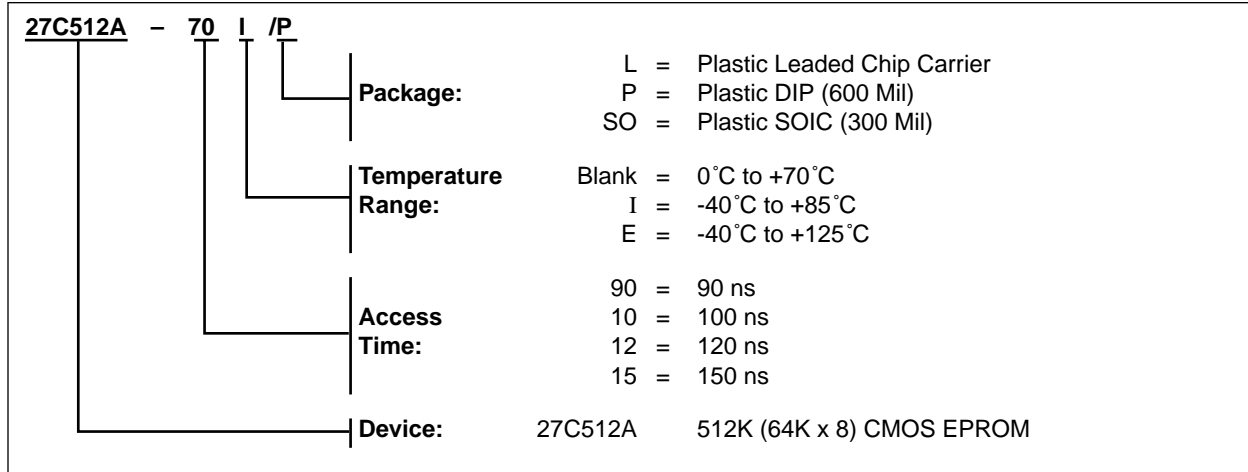 27C512A – 70 I /P
Package: L = Plastic Leaded Chip Carrier
P = Plastic DIP (600 Mil)
SO = Plastic SOIC (300 Mil)
Temperature Range: Blank = 0˚C to +70˚C
I = -40˚C to +85˚C
E = -40˚C to +125˚C
Access Time: 90 = 90 ns
10 = 100 ns
12 = 120 ns
15 = 150 ns
Device: 27C512A 512K (64K x 8) CMOS EPROM